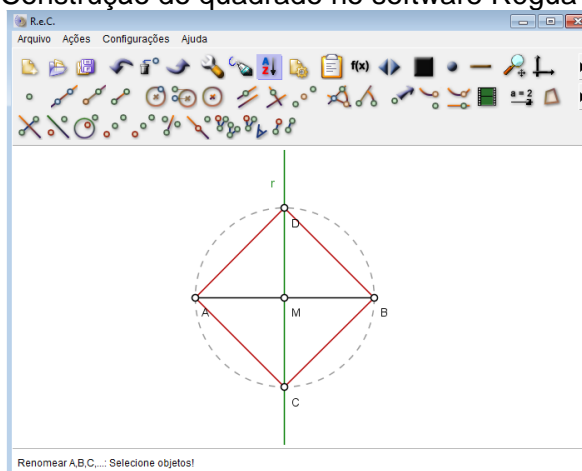 Construção do quadrado no software Régua
R.e.C.
Arquivo Ações Configurações Ajuda
A
Z
f(x)
a = 2
r
D
A M B
C
Renomear A,B,C,...: Selecione objetos!